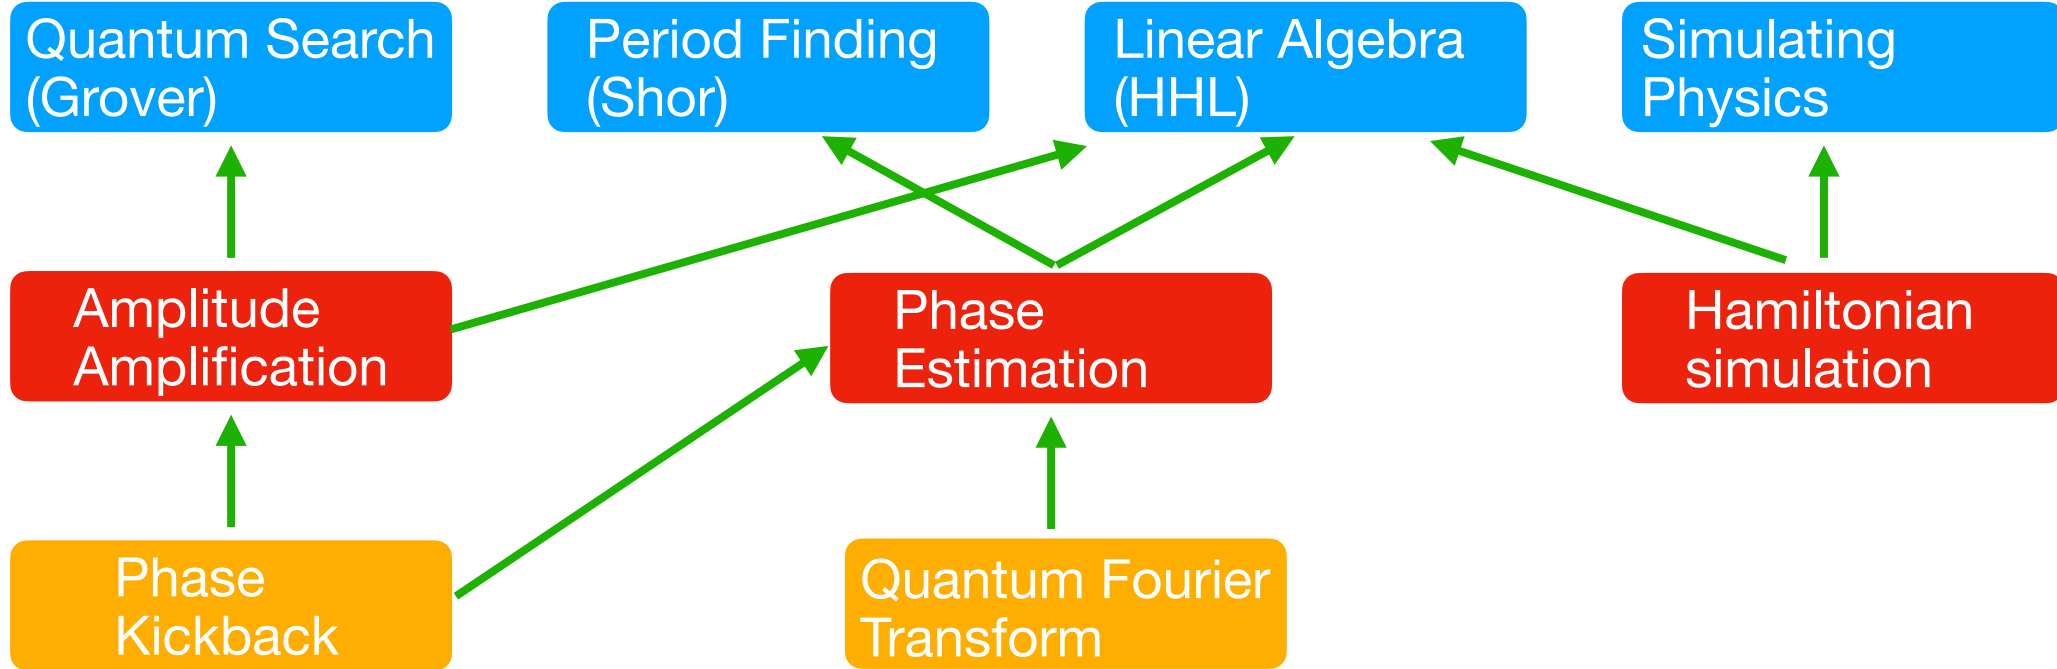 Quantum Search
(Grover)
Period Finding
(Shor)
Linear Algebra
(HHL)
Simulating
Physics
Amplitude
Amplification
Phase
Estimation
Hamiltonian
simulation
Phase
Kickback
Quantum Fourier
Transform